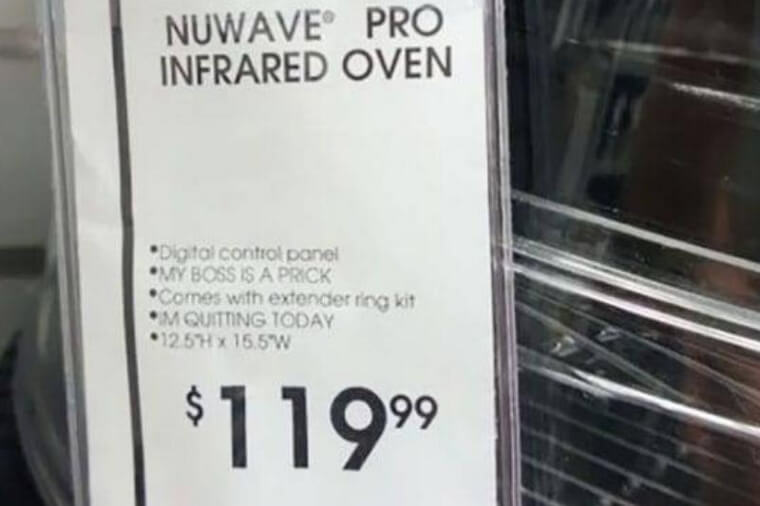 NUWAVE® PRO
INFRARED OVEN
•Digital control panel
•MY BOSS IS A PRICK
•Comes with extender ring kit
•IM QUITTING TODAY
•12.5"H x 15.5"W
$119⁹⁹